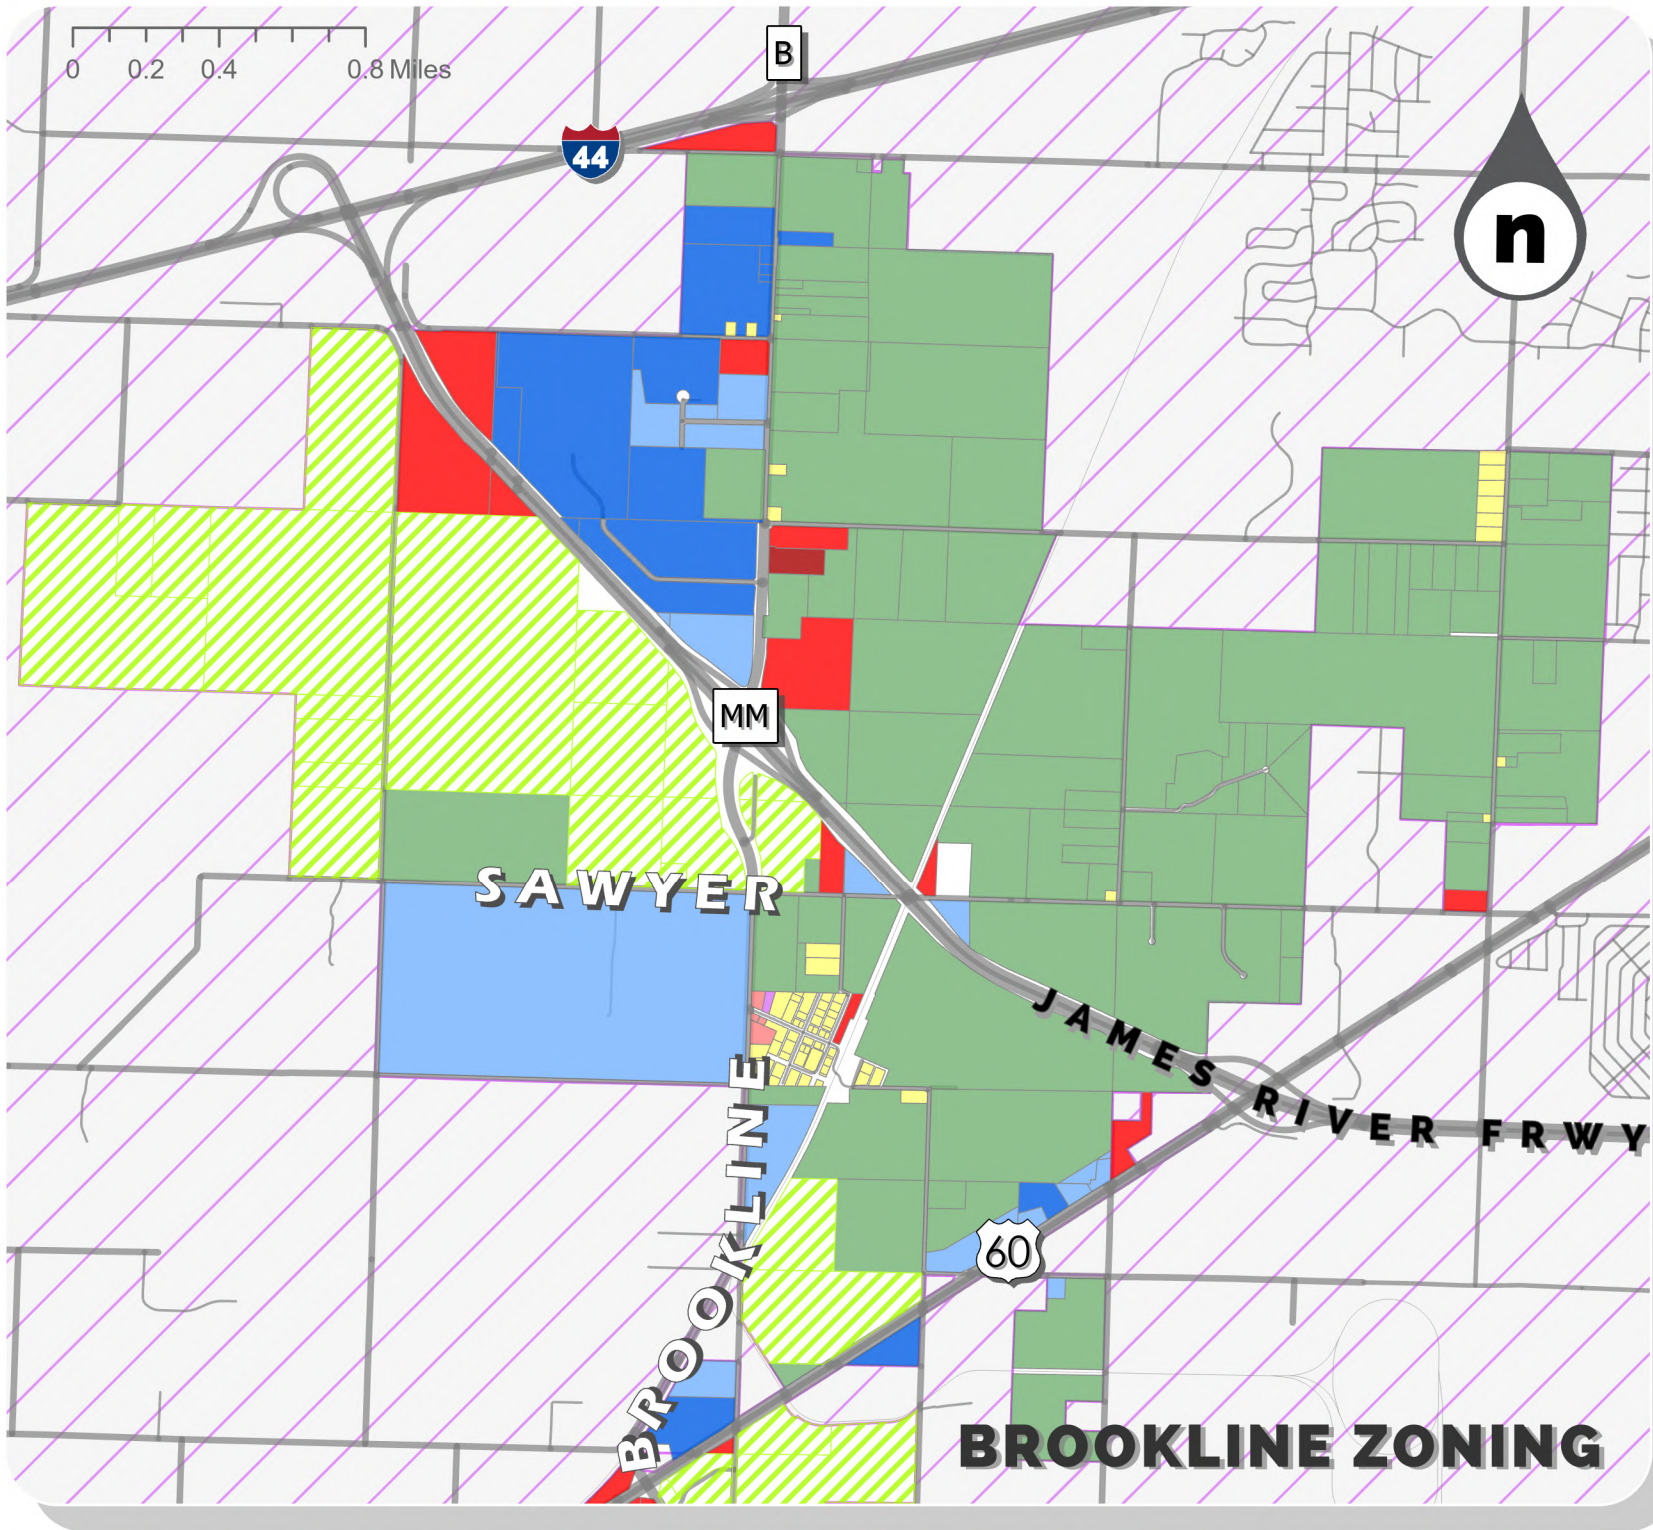 B
0 0.2 0.4 0.8 Miles
44
n
MM
SAWYER
JAMES RIVER FRWY
BROOKLINE
60
BROOKLINE ZONING